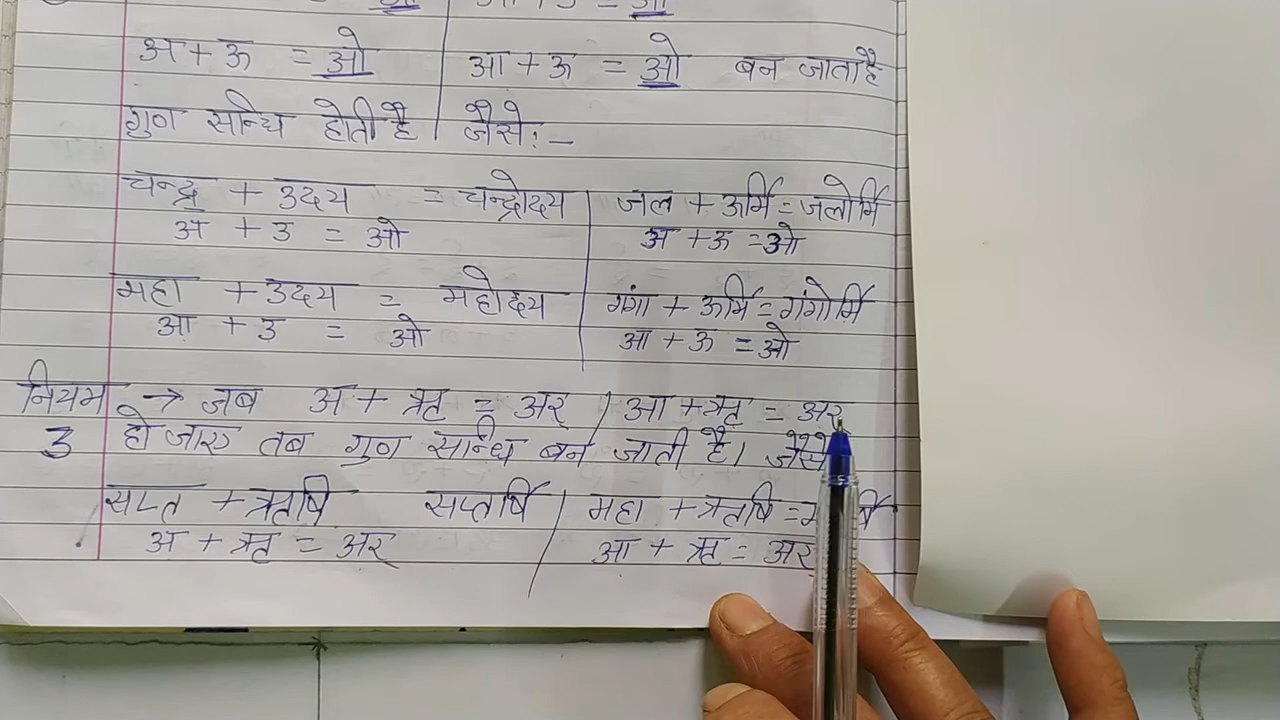 आ + उ = ओ
अ + ऊ = ओ | आ + ऊ = ओ बन जाता है
गुण सन्धि होती है | जैसे :-
चन्द्र + उदय = चन्द्रोदय | जल + ऊर्मि = जलोर्मि
अ + उ = ओ | अ + ऊ = ओ
महा + उदय = महोदय | गंगा + ऊर्मि = गंगोर्मि
आ + उ = ओ | आ + ऊ = ओ
नियम → जब अ + ऋ = अर् / आ + ऋ = अर्
3 हो जाए तब गुण सन्धि बन जाती है। जैसे
सप्त + ऋषि सप्तर्षि / महा + ऋषि =
अ + ऋ = अर् / आ + ऋ = अर्